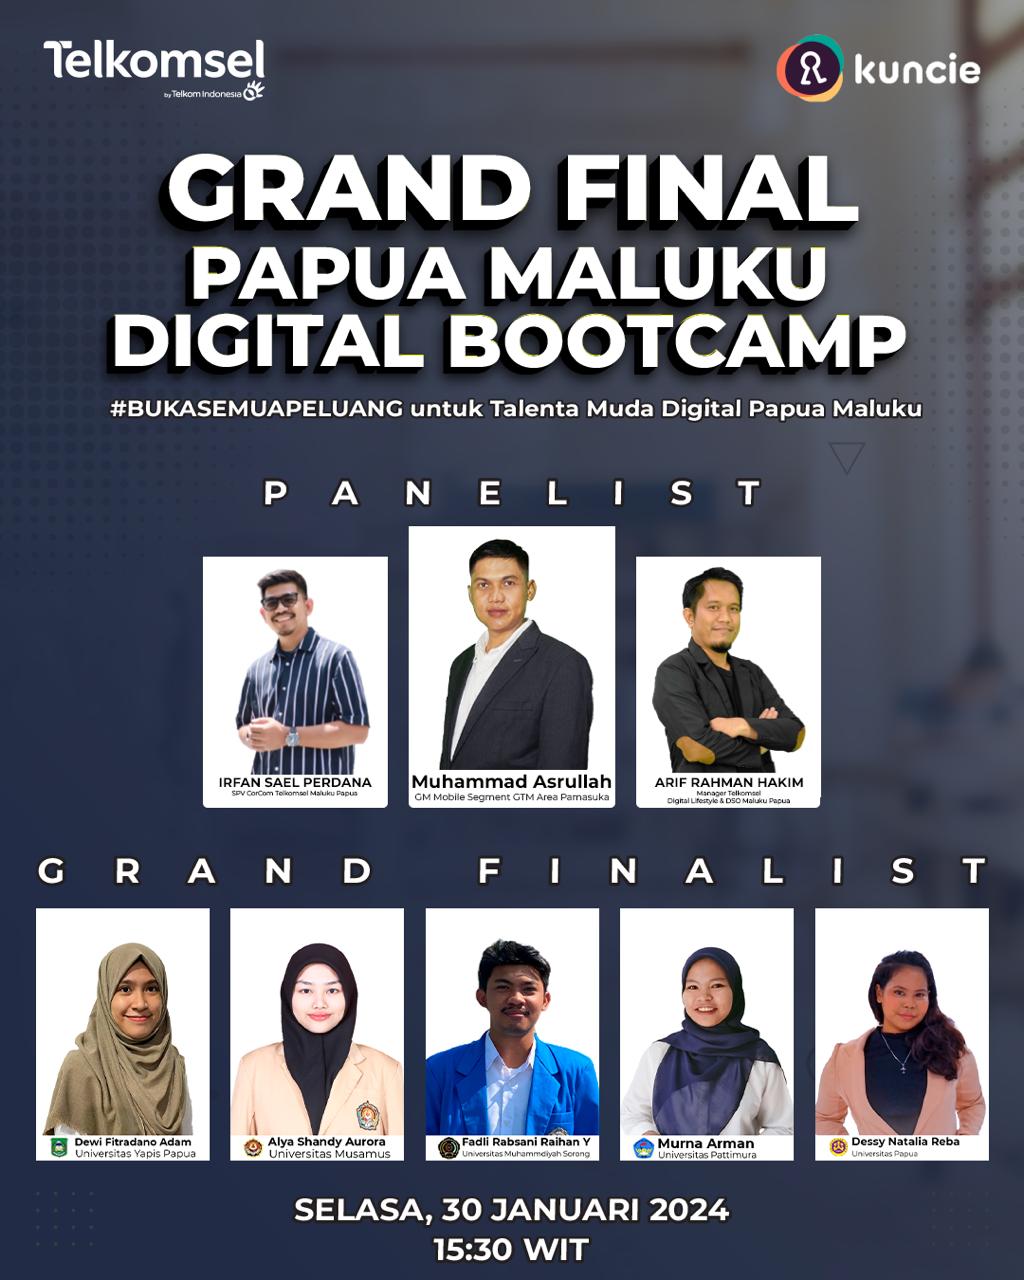 Telkomsel
by Telkom Indonesia
kuncie
GRAND FINAL
PAPUA MALUKU
DIGITAL BOOTCAMP
#BUKASEMUAPELUANG untuk Talenta Muda Digital Papua Maluku
PANELIST
IRFAN SAEL PERDANA
SPV CorCom Telkomsel Maluku Papua
Muhammad Asrullah
GM Mobile Segment GTM Area Pamasuka
ARIF RAHMAN HAKIM
Manager Telkomsel
Digital Lifestyle & DSO Maluku Papua
GRAND FINALIST
Dewi Fitradano Adam
Universitas Yapis Papua
Alya Shandy Aurora
Universitas Musamus
Fadli Rabsani Raihan Y
Universitas Muhammdiyah Sorong
Murna Arman
Universitas Pattimura
Dessy Natalia Reba
Universitas Papua
SELASA, 30 JANUARI 2024
15:30 WIT